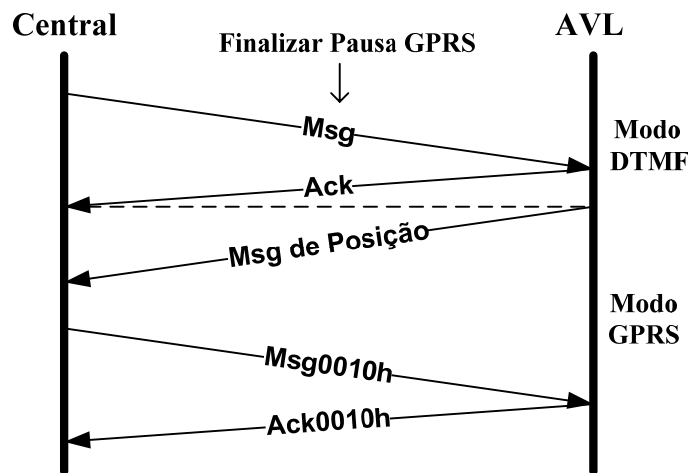 Central
Finalizar Pausa GPRS
AVL
Msg
Modo
DTMF
Ack
Msg de Posição
Modo
GPRS
Msg0010h
Ack0010h